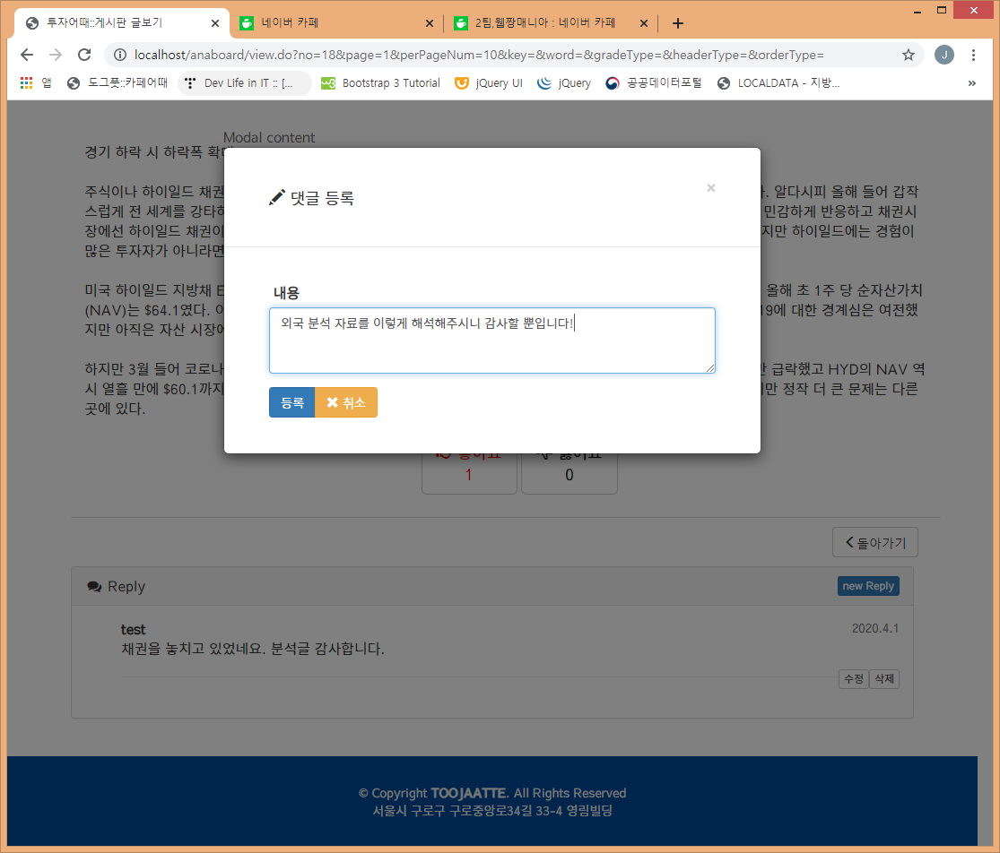 투자어때::게시판 글보기
네이버 카페
2팀,웹짱매니아 : 네이버 카페
localhost/anaboard/view.do?no=18&page=1&perPageNum=10&key=&word=&gradeType=&headerType=&orderType=
J
앱
도그풋::카페어때
Dev Life in IT :: [...
Bootstrap 3 Tutorial
jQuery UI
jQuery
공공데이터포털
LOCALDATA - 지방...
»
Modal content
경기 하락 시 하락폭 확대
주식이나 하이일드 채권 알다시피 올해 들어 갑작
스럽게 전 세계를 강타하 민감하게 반응하고 채권시
장에선 하이일드 채권이 지만 하이일드에는 경험이
많은 투자자가 아니라면
미국 하이일드 지방채 E 올해 초 1주 당 순자산가치
(NAV)는 $64.1였다. 19에 대한 경계심은 여전했
지만 아직은 자산 시장에
하지만 3월 들어 코로나 급락했고 HYD의 NAV 역
시 열흘 만에 $60.1까지 정작 더 큰 문제는 다른
곳에 있다.
댓글 등록
×
내용
외국 분석 자료를 이렇게 해석해주시니 감사할 뿐입니다!
등록
취소
좋아요
1
싫어요
0
돌아가기
Reply
new Reply
test
2020.4.1
채권을 놓치고 있었네요. 분석글 감사합니다.
수정
삭제
© Copyright TOOJAATTE. All Rights Reserved
서울시 구로구 구로중앙로34길 33-4 영림빌딩